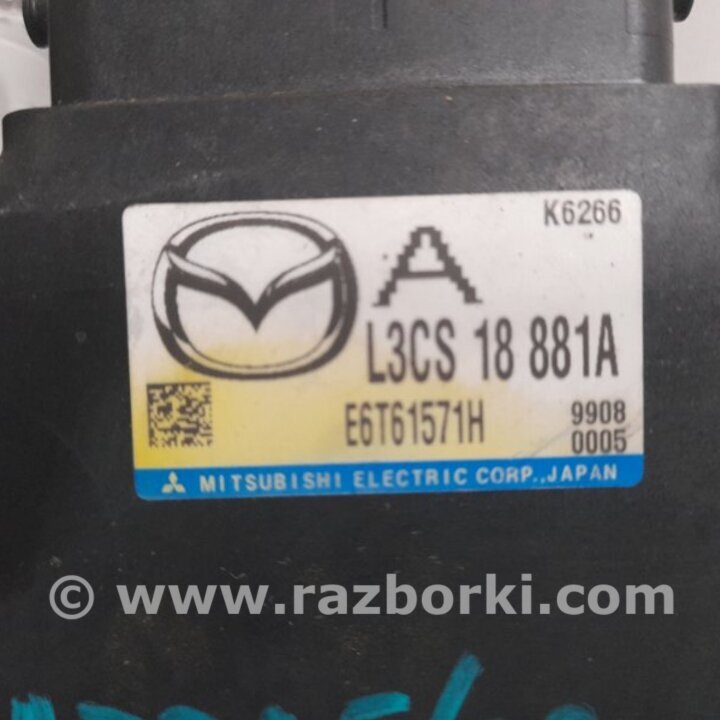 K6266
A
L3CS 18 881A
E6T61571H
9908
0005
MITSUBISHI ELECTRIC CORP.,JAPAN
© www.razborki.com